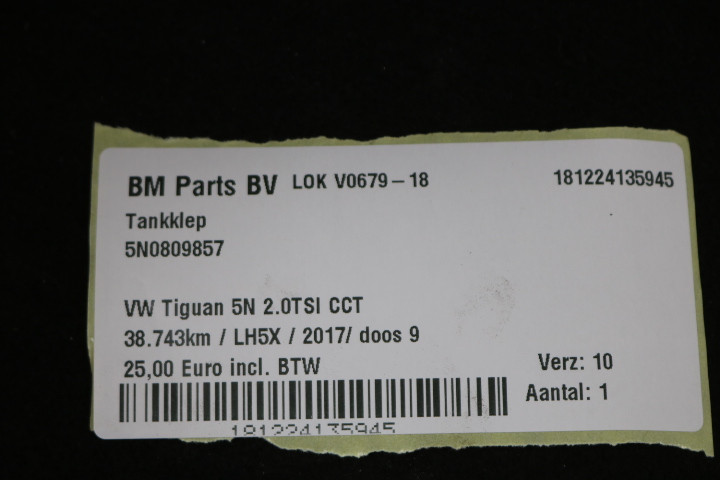 BM Parts BV LOK V0679-18 181224135945
Tankklep
5N0809857
VW Tiguan 5N 2.0TSI CCT
38.743km / LH5X / 2017/ doos 9
25,00 Euro incl. BTW Verz: 10
Aantal: 1
181224135945